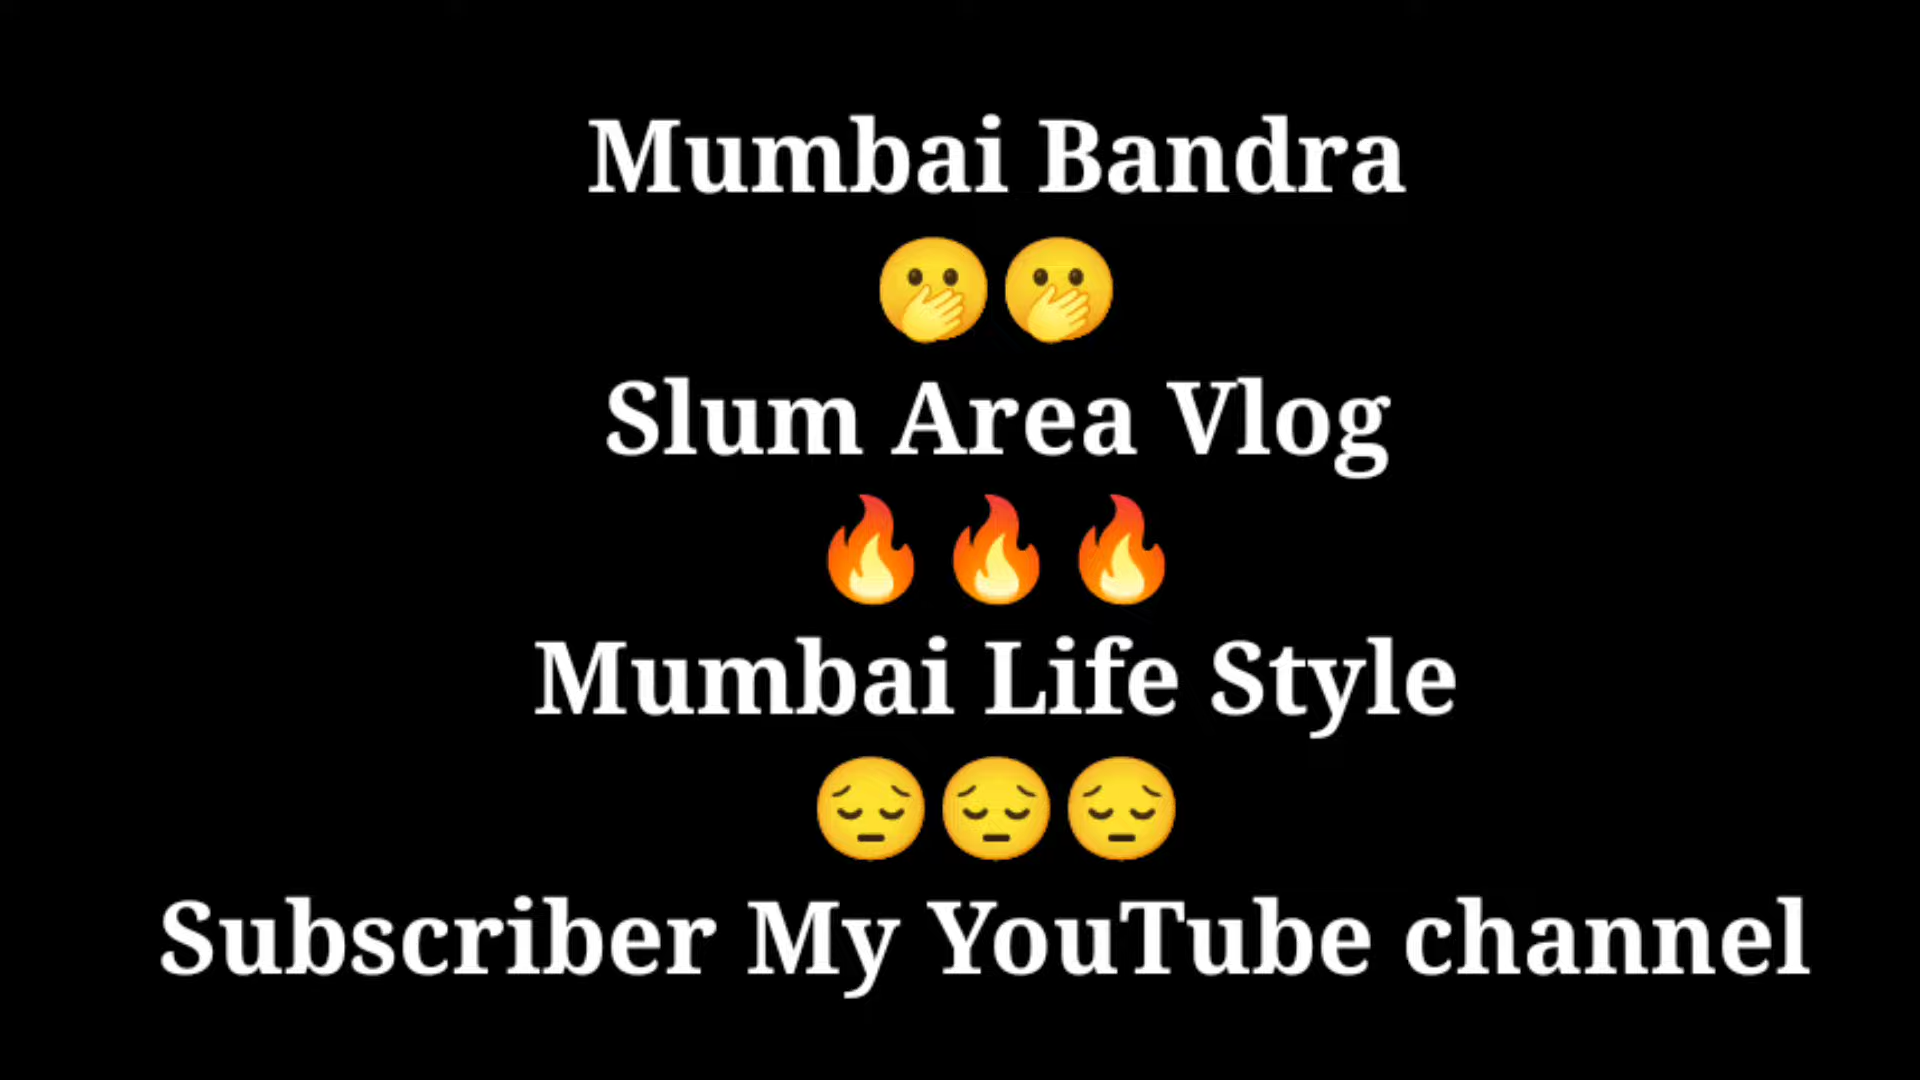 Mumbai Bandra
🫢🫢
Slum Area Vlog
🔥🔥🔥
Mumbai Life Style
😔😔😔
Subscriber My YouTube channel